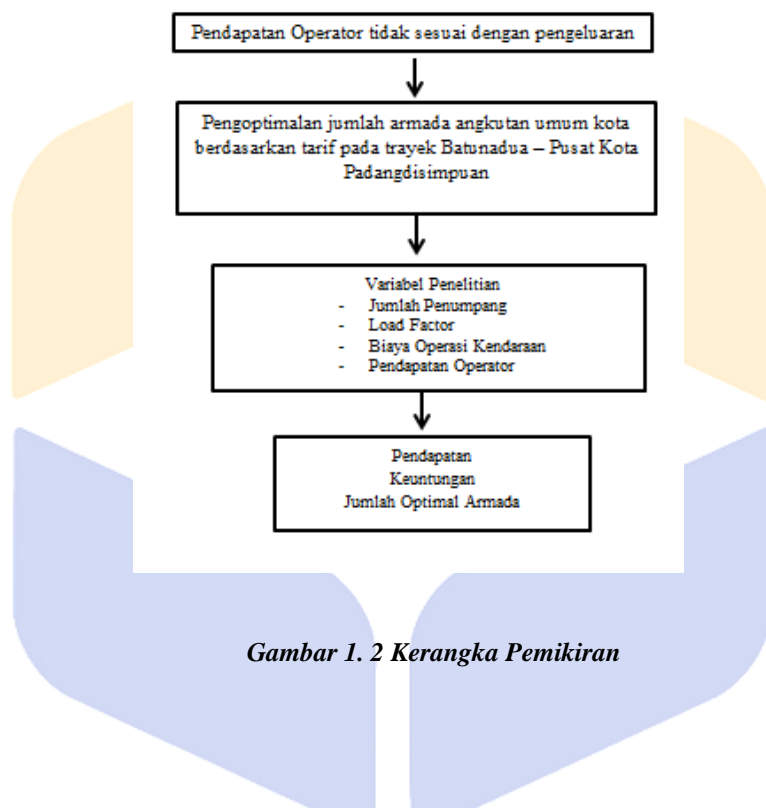 Pendapatan Operator tidak sesuai dengan pengeluaran
Pengoptimalan jumlah armada angkutan umum kota
berdasarkan tarif pada trayek Batunadua – Pusat Kota
Padangdisimpuan
Variabel Penelitian
- Jumlah Penumpang
- Load Factor
- Biaya Operasi Kendaraan
- Pendapatan Operator
Pendapatan
Keuntungan
Jumlah Optimal Armada
Gambar 1. 2 Kerangka Pemikiran